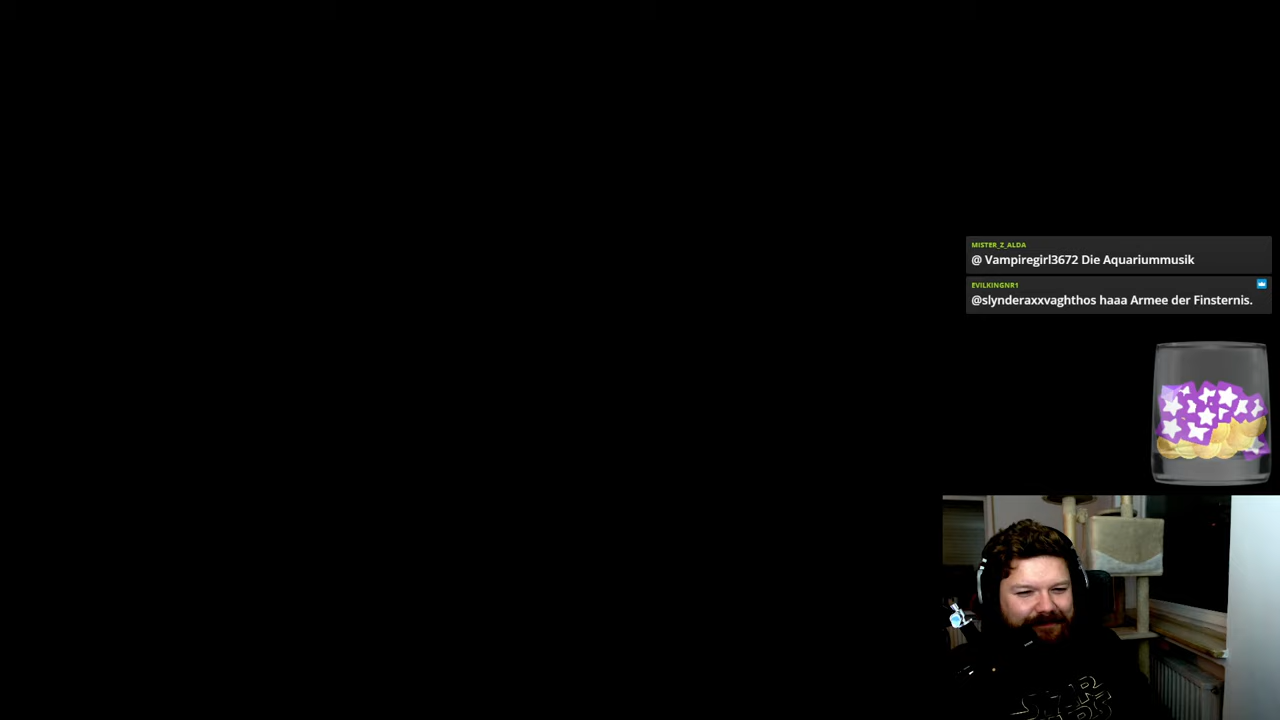 MISTER_Z_ALDA
@ Vampiregirl3672 Die Aquariummusik
EVILKINGNR1
@slynderaxxvaghthos haaa Armee der Finsternis.